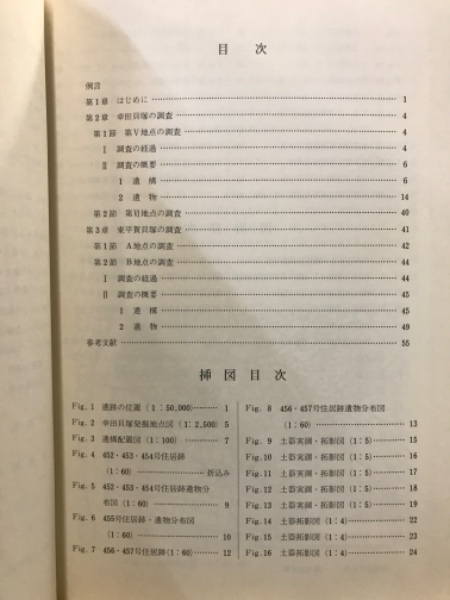 目次
例言
第1章 はじめに 1
第2章 幸田貝塚の調査 4
第1節 第Ⅴ地点の調査 4
Ⅰ 調査の経過 4
Ⅱ 調査の概要 6
1 遺構 6
2 遺物 14
第2節 第Ⅵ地点の調査 40
第3章 東平賀貝塚の調査 41
第1節 A地点の調査 42
第2節 B地点の調査 44
Ⅰ 調査の経過 44
Ⅱ 調査の概要 45
1 遺構 45
2 遺物 49
参考文献 55
挿図目次
Fig. 1 遺跡の位置 (1:50,000) 1
Fig. 2 幸田貝塚発掘地点図 (1:2,500) 5
Fig. 3 遺構配置図 (1:100) 7
Fig. 4 452・453・454号住居跡
(1:60) 折込み
Fig. 5 452・453・454号住居跡遺物分
布図 (1:60) 9
Fig. 6 455号住居跡・遺物分布図
(1:60) 10
Fig. 7 456・457号住居跡 (1:60) 12
Fig. 8 456・457号住居跡遺物分布図
(1:60) 13
Fig. 9 土器実測・拓影図 (1:5) 15
Fig.10 土器実測・拓影図 (1:5) 16
Fig.11 土器実測・拓影図 (1:5) 17
Fig.12 土器実測・拓影図 (1:5) 18
Fig.13 土器実測・拓影図 (1:5) 19
Fig.14 土器拓影図 (1:4) 22
Fig.15 土器拓影図 (1:4) 23
Fig.16 土器拓影図 (1:4) 24